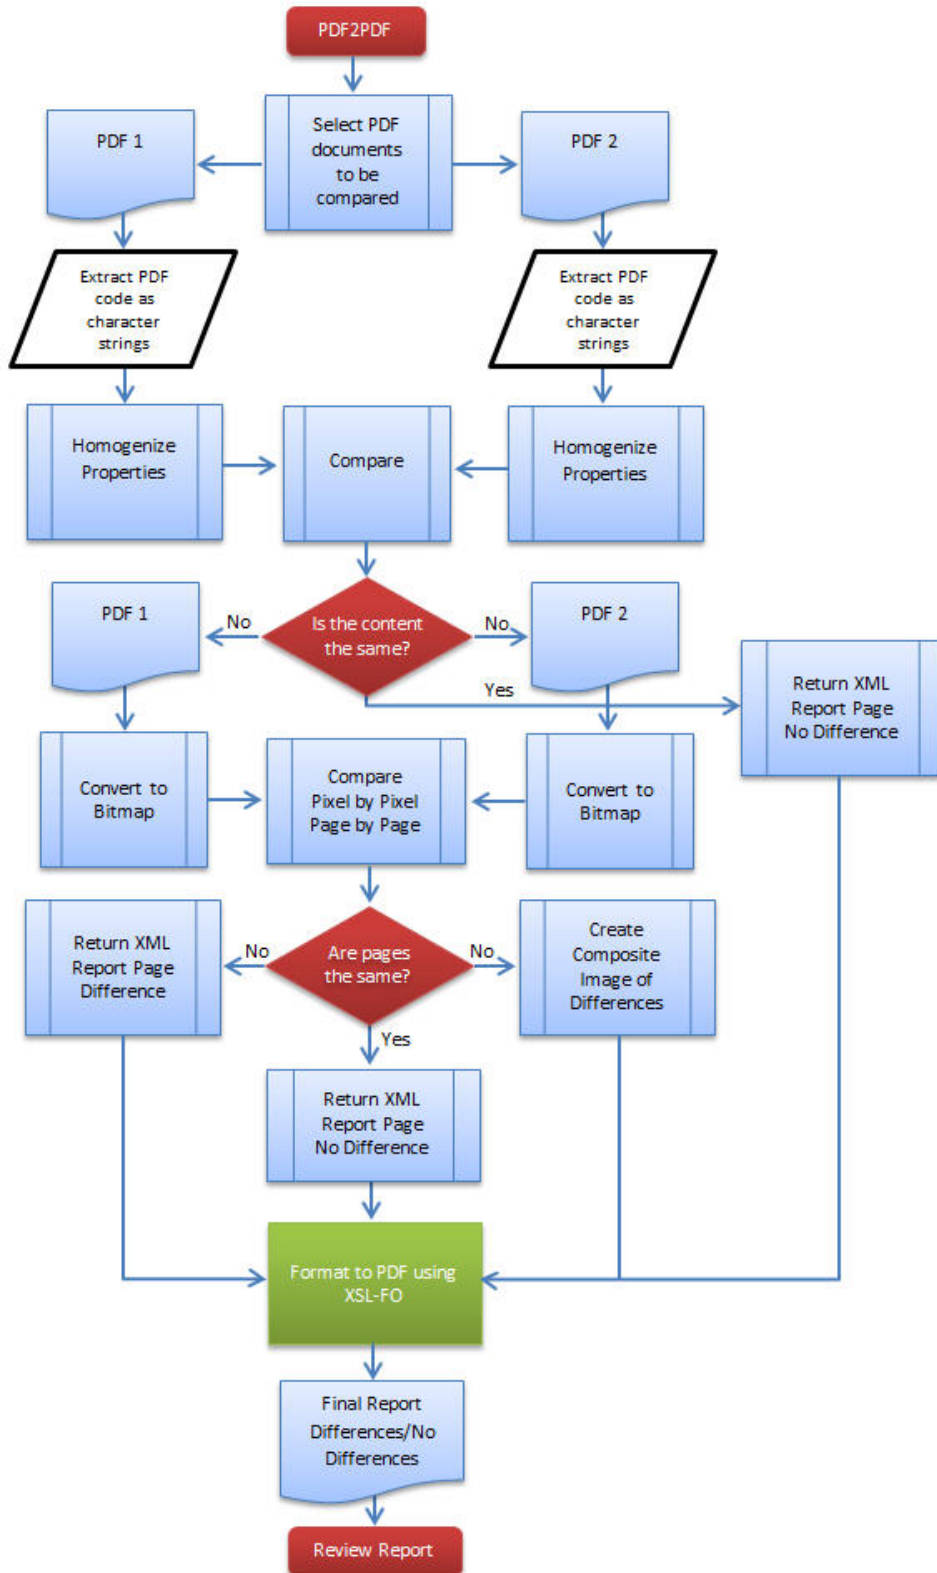 PDF2PDF
PDF 1
Select PDF
documents
to be
compared
PDF 2
Extract PDF
code as
character
strings
Extract PDF
code as
character
strings
Homogenize
Properties
Compare
Homogenize
Properties
PDF 1
No
Is the content
the same?
No
PDF 2
Yes
Return XML
Report Page
No Difference
Convert to
Bitmap
Compare
Pixel by Pixel
Page by Page
Convert to
Bitmap
Return XML
Report Page
Difference
No
Are pages
the same?
No
Create
Composite
Image of
Differences
Yes
Return XML
Report Page
No Difference
Format to PDF using
XSL-FO
Final Report
Differences/No
Differences
Review Report